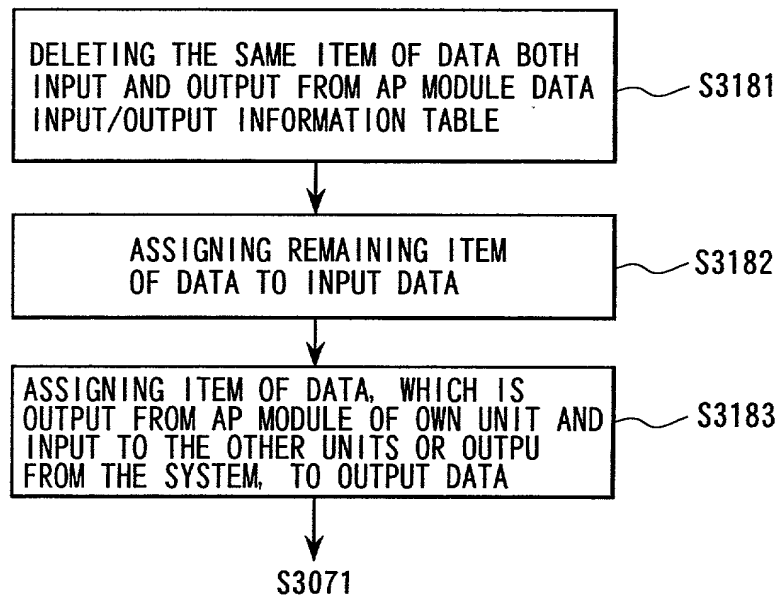 DELETING THE SAME ITEM OF DATA BOTH
INPUT AND OUTPUT FROM AP MODULE DATA
INPUT/OUTPUT INFORMATION TABLE
S3181
ASSIGNING REMAINING ITEM
OF DATA TO INPUT DATA
S3182
ASSIGNING ITEM OF DATA, WHICH IS
OUTPUT FROM AP MODULE OF OWN UNIT AND
INPUT TO THE OTHER UNITS OR OUTPU
FROM THE SYSTEM, TO OUTPUT DATA
S3183
S3071